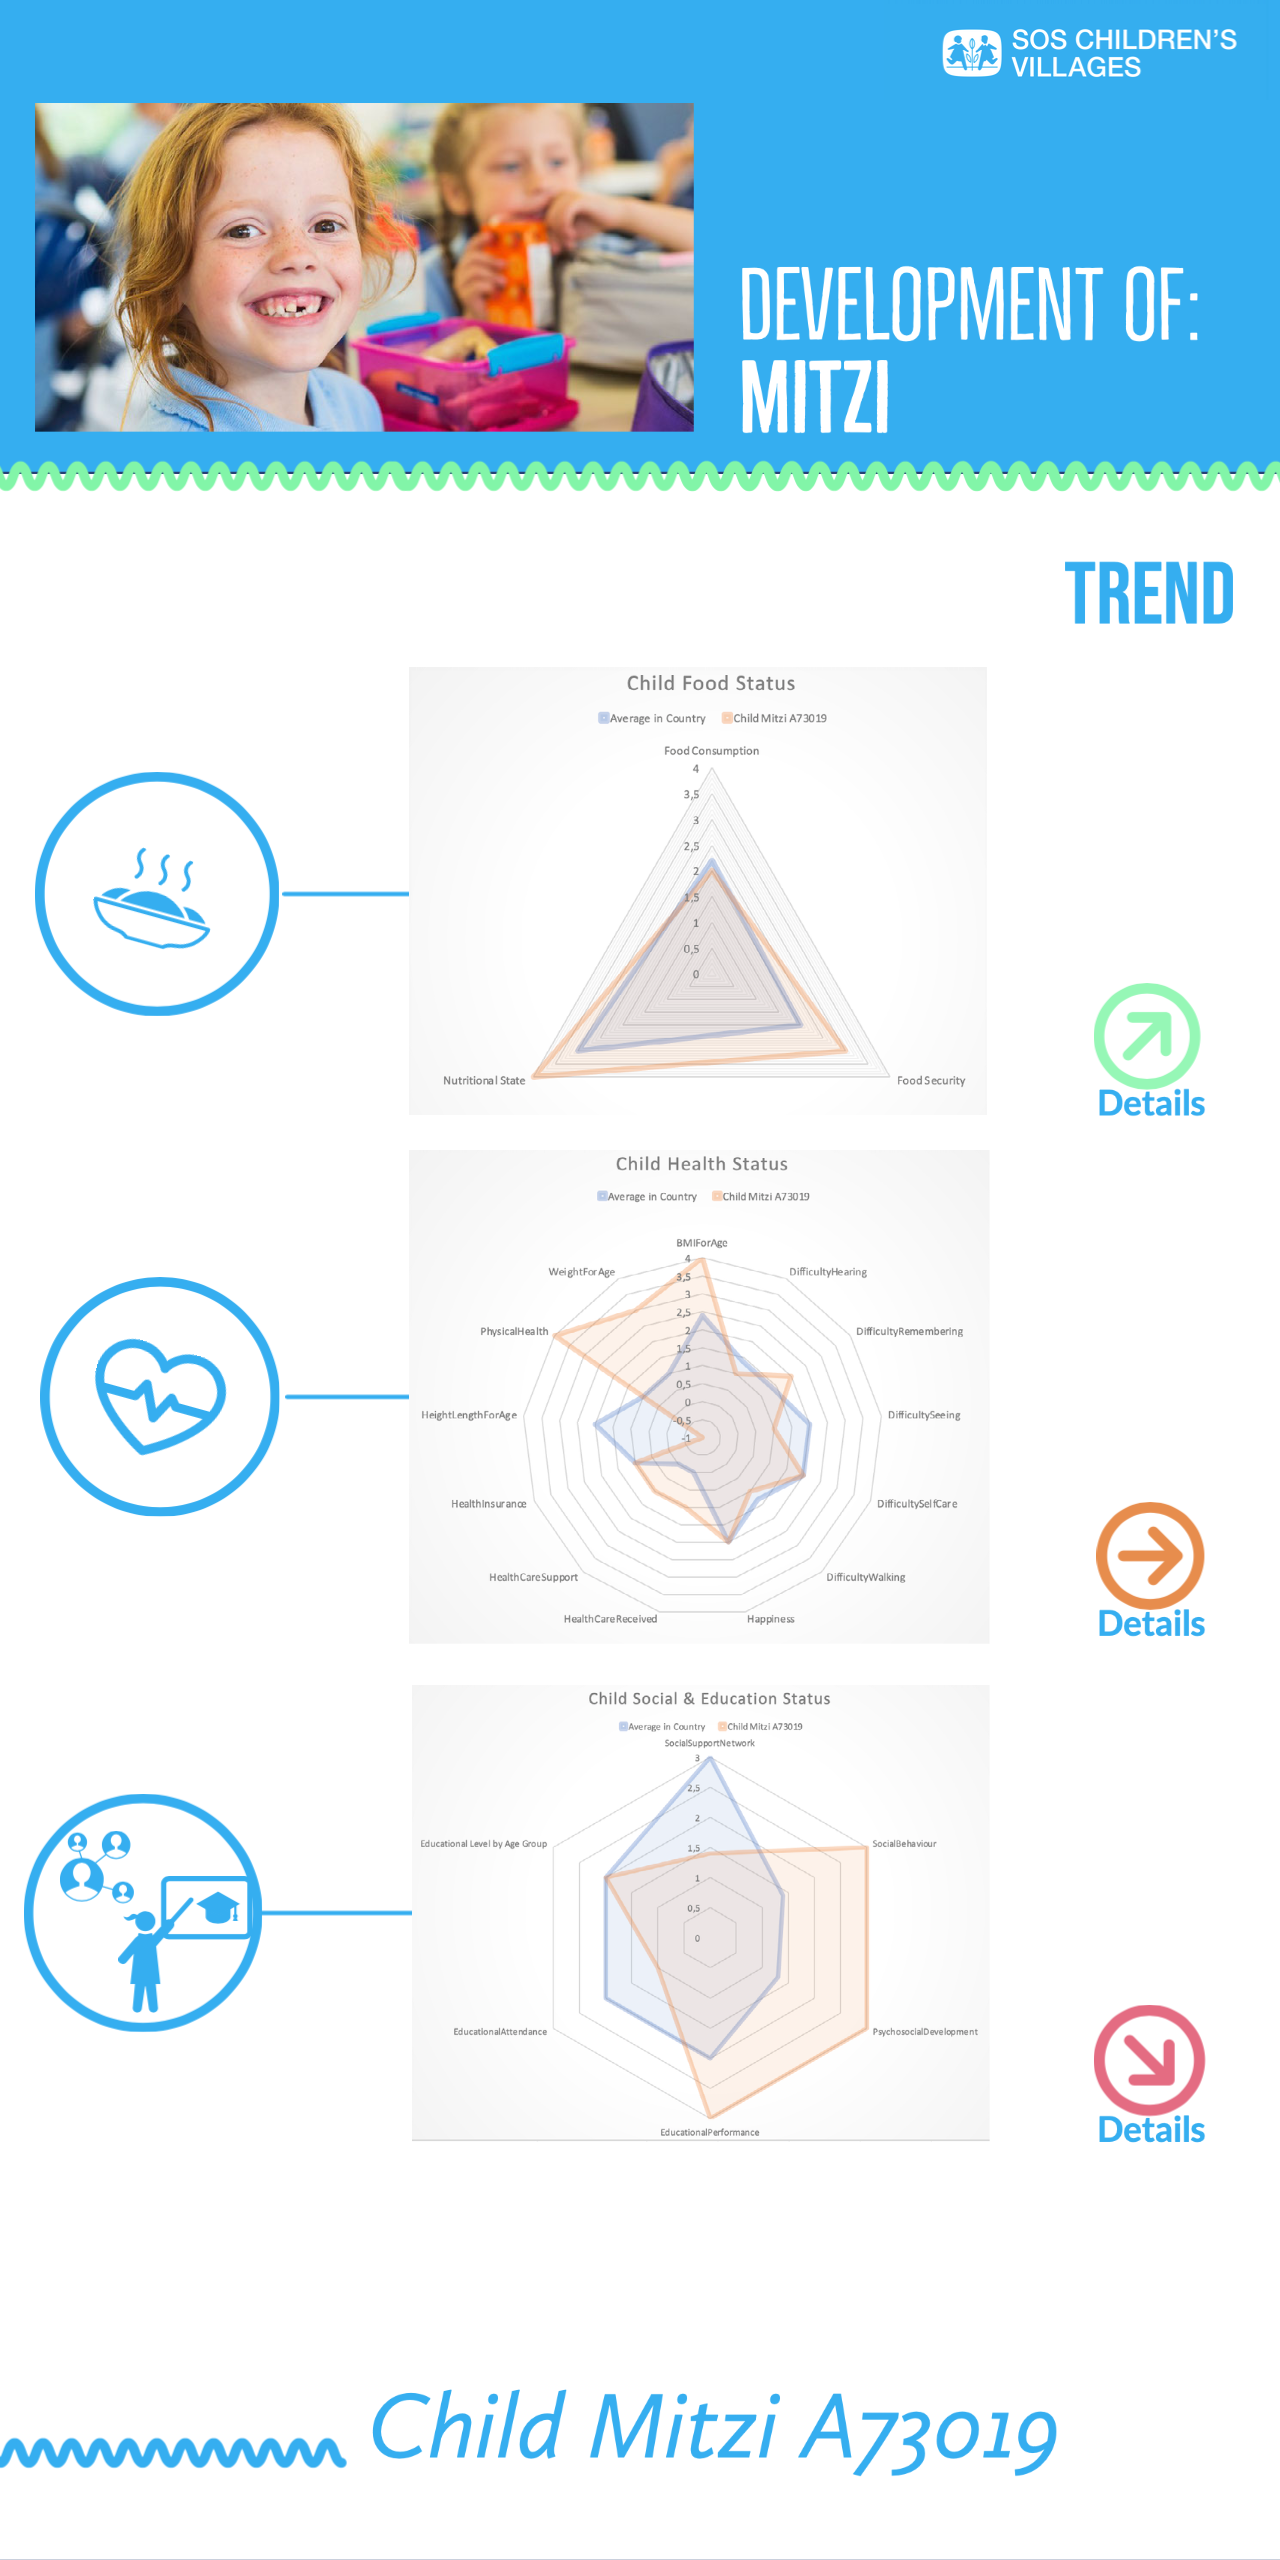 SOS CHILDREN'S
VILLAGES
DEVELOPMENT OF:
MITZI
TREND
Child Food Status
Average in Country Child Mitzi A73019
Food Consumption
4
3,5
3
2,5
2
1,5
1
0,5
0
Nutritional State
Food Security
Details
Child Health Status
Average in Country Child Mitzi A73019
BMIForAge
WeightForAge
DifficultyHearing
PhysicalHealth
DifficultyRemembering
HeightLengthForAge
DifficultySeeing
HealthInsurance
DifficultySelfCare
HealthCareSupport
DifficultyWalking
HealthCareReceived
Happiness
4
3,5
3
2,5
2
1,5
1
0,5
0
-0,5
-1
Details
Child Social & Education Status
Average in Country Child Mitzi A73019
SocialSupportNetwork
3
2,5
2
1,5
1
0,5
0
Educational Level by Age Group
SocialBehaviour
EducationalAttendance
PsychosocialDevelopment
EducationalPerformance
Details
Child Mitzi A73019